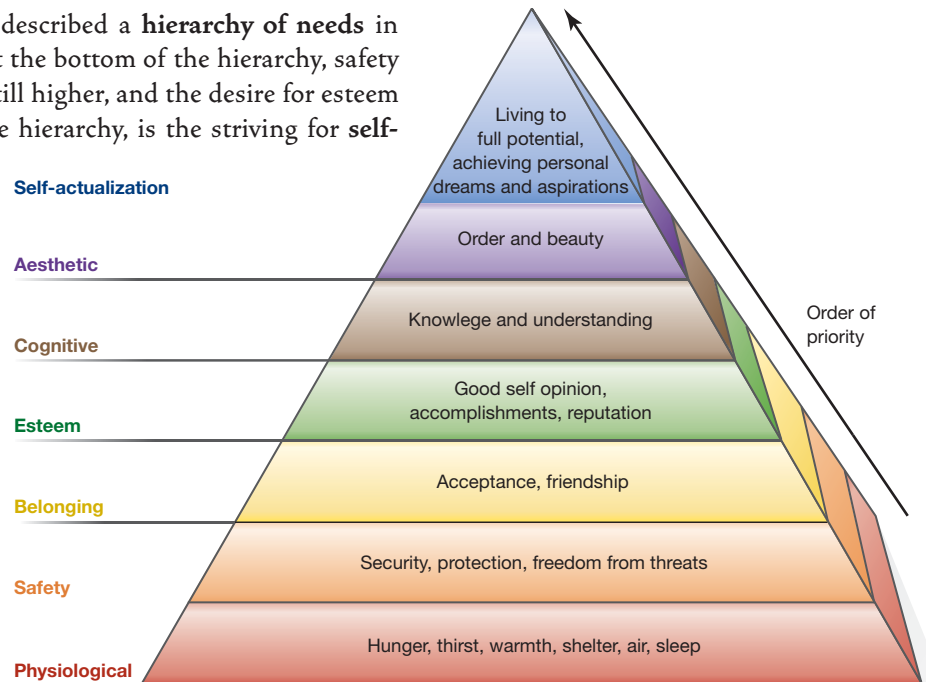 described a hierarchy of needs in
t the bottom of the hierarchy, safety
till higher, and the desire for esteem
e hierarchy, is the striving for self-
Living to
full potential,
achieving personal
dreams and aspirations
Self-actualization
Order and beauty
Aesthetic
Order of
priority
Knowlege and understanding
Cognitive
Good self opinion,
accomplishments, reputation
Esteem
Acceptance, friendship
Belonging
Security, protection, freedom from threats
Safety
Hunger, thirst, warmth, shelter, air, sleep
Physiological